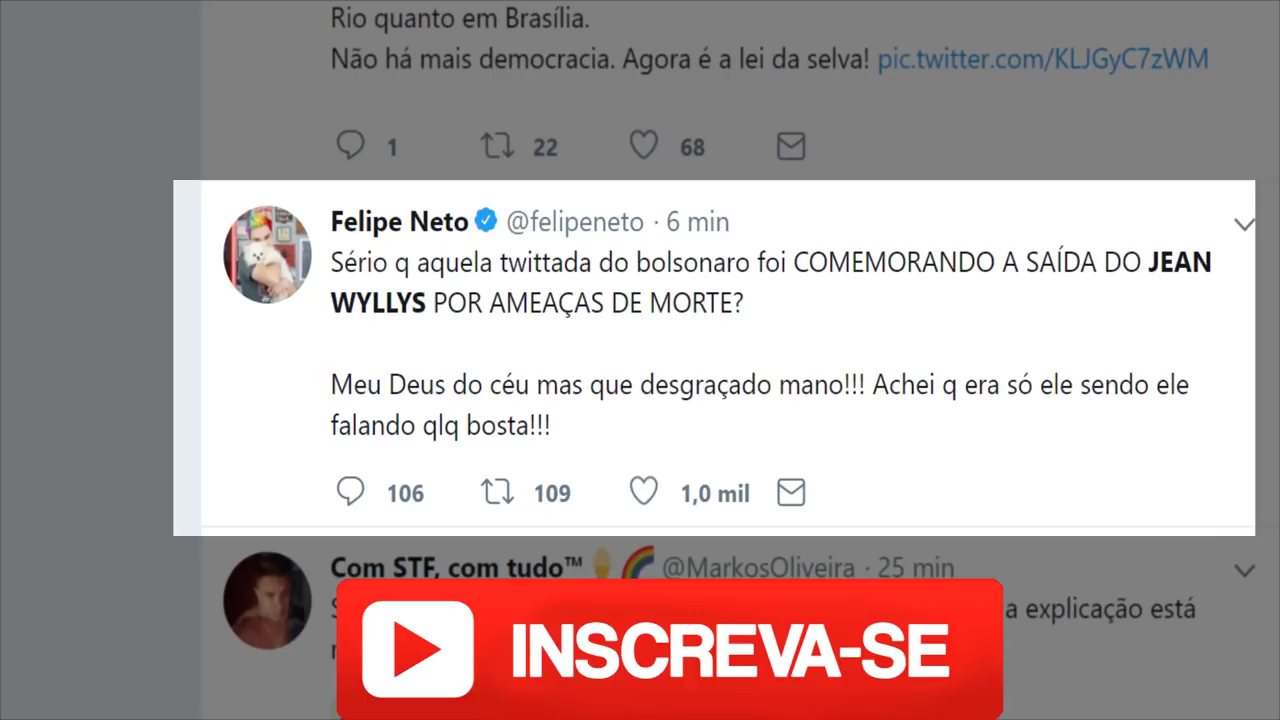 Rio quanto em Brasília.
Não há mais democracia. Agora é a lei da selva! pic.twitter.com/KLJGyC7zWM
1 22 68
Felipe Neto @felipeneto · 6 min
Sério q aquela twittada do bolsonaro foi COMEMORANDO A SAÍDA DO JEAN
WYLLYS POR AMEAÇAS DE MORTE?
Meu Deus do céu mas que desgraçado mano!!! Achei q era só ele sendo ele
falando qlq bosta!!!
106 109 1,0 mil
Com STF, com tudo™ @MarkosOliveira · 25 min
a explicação está
INSCREVA-SE